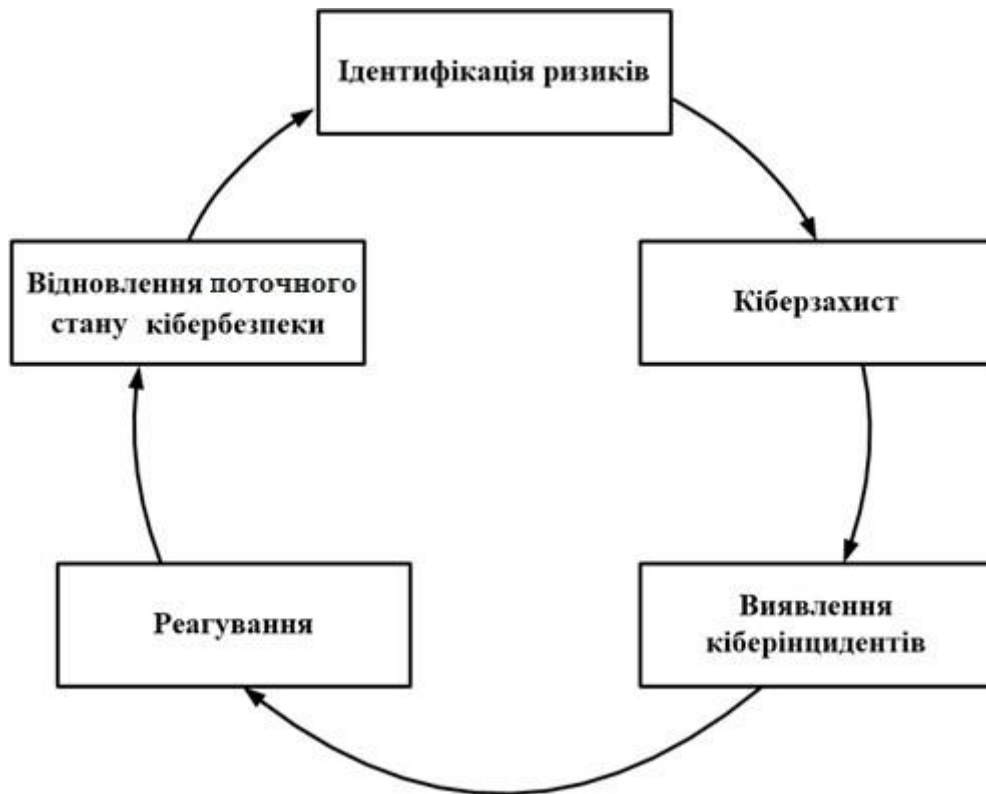 Ідентифікація ризиків
Кіберзахист
Виявлення
кіберінцидентів
Реагування
Відновлення поточного
стану кібербезпеки